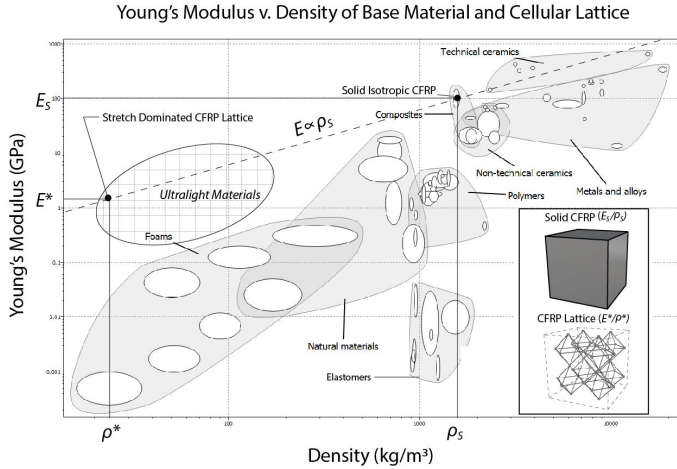 Young's Modulus v. Density of Base Material and Cellular Lattice
Young's Modulus (GPa)
1000
Technical ceramics
Solid Isotropic CFRP
E_S
100
Composites
Stretch Dominated CFRP Lattice
E∝ρ_S
10
Non-technical ceramics
Ultralight Materials
Polymers
Metals and alloys
E*
1
Solid CFRP (E_S/ρ_S)
Foams
0.1
CFRP Lattice (E*/ρ*)
0.01
Natural materials
0.001
Elastomers
100
1000
10000
ρ*
ρ_S
Density (kg/m³)